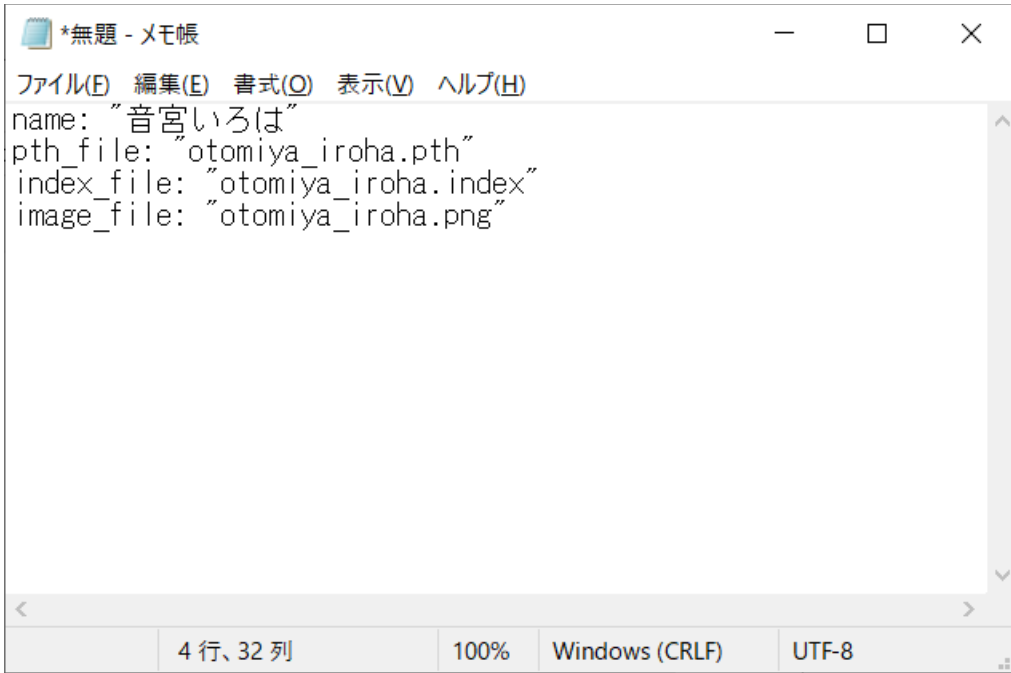 *無題 - メモ帳
ファイル(F) 編集(E) 書式(O) 表示(V) ヘルプ(H)
name: "音宮いろは"
pth_file: "otomiya_iroha.pth"
index_file: "otomiya_iroha.index"
image_file: "otomiya_iroha.png"
4 行、32 列 100% Windows (CRLF) UTF-8